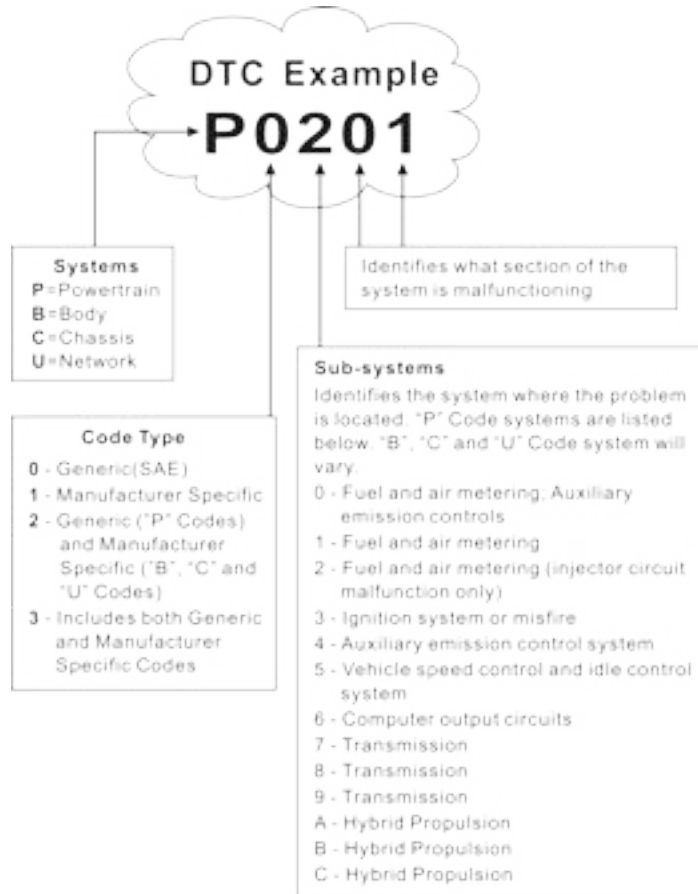 DTC Example
P0201
Systems
P=Powertrain
B=Body
C=Chassis
U=Network
Identifies what section of the
system is malfunctioning
Code Type
0 - Generic(SAE)
1 - Manufacturer Specific
2 - Generic ("P" Codes)
and Manufacturer
Specific ("B", "C" and
"U" Codes)
3 - Includes both Generic
and Manufacturer
Specific Codes
Sub-systems
Identifies the system where the problem
is located. "P" Code systems are listed
below. "B", "C" and "U" Code system will
vary.
0 - Fuel and air metering; Auxiliary
emission controls
1 - Fuel and air metering
2 - Fuel and air metering (injector circuit
malfunction only)
3 - Ignition system or misfire
4 - Auxiliary emission control system
5 - Vehicle speed control and idle control
system
6 - Computer output circuits
7 - Transmission
8 - Transmission
9 - Transmission
A - Hybrid Propulsion
B - Hybrid Propulsion
C - Hybrid Propulsion